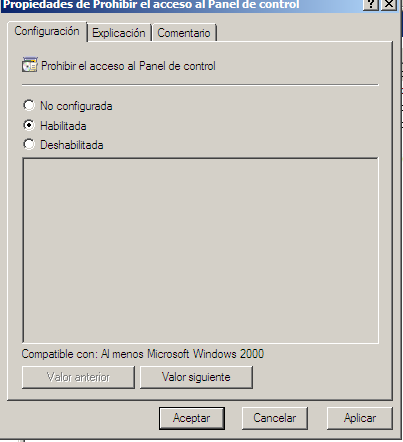 Propiedades de Prohibir el acceso al Panel de control
Configuración Explicación Comentario
Prohibir el acceso al Panel de control
No configurada
Habilitada
Deshabilitada
Compatible con: Al menos Microsoft Windows 2000
Valor anterior Valor siguiente
Aceptar Cancelar Aplicar